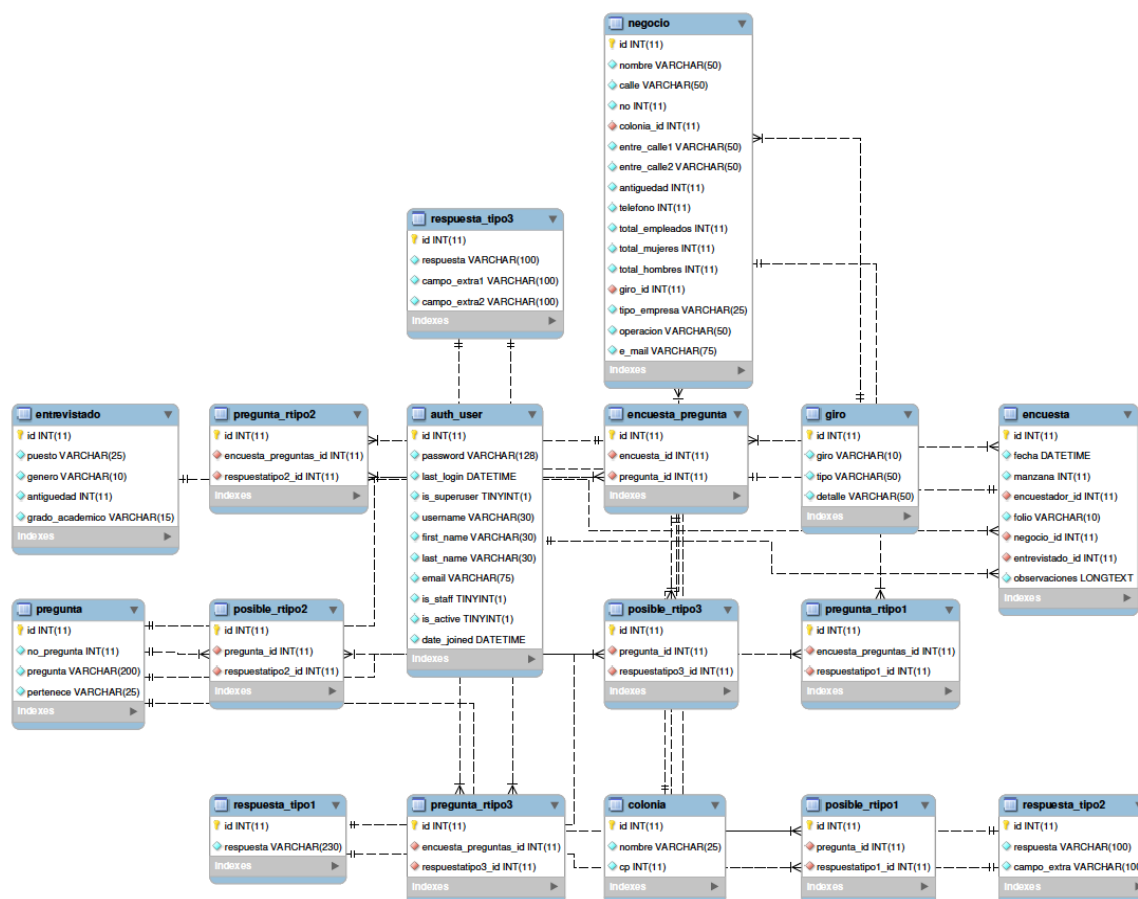 negocio
id INT(11)
nombre VARCHAR(50)
calle VARCHAR(50)
no INT(11)
colonia_id INT(11)
entre_calle1 VARCHAR(50)
entre_calle2 VARCHAR(50)
antiguedad INT(11)
telefono INT(11)
total_empleados INT(11)
total_mujeres INT(11)
total_hombres INT(11)
giro_id INT(11)
tipo_empresa VARCHAR(25)
operacion VARCHAR(50)
e_mail VARCHAR(75)
Indexes
respuesta_tipo3
id INT(11)
respuesta VARCHAR(100)
campo_extra1 VARCHAR(100)
campo_extra2 VARCHAR(100)
Indexes
entrevistado
id INT(11)
puesto VARCHAR(25)
genero VARCHAR(10)
antiguedad INT(11)
grado_academico VARCHAR(15)
Indexes
pregunta_rtipo2
id INT(11)
encuesta_preguntas_id INT(11)
respuestatipo2_id INT(11)
Indexes
auth_user
id INT(11)
password VARCHAR(128)
last_login DATETIME
is_superuser TINYINT(1)
username VARCHAR(30)
first_name VARCHAR(30)
last_name VARCHAR(30)
email VARCHAR(75)
is_staff TINYINT(1)
is_active TINYINT(1)
date_joined DATETIME
Indexes
encuesta_pregunta
id INT(11)
encuesta_id INT(11)
pregunta_id INT(11)
Indexes
giro
id INT(11)
giro VARCHAR(10)
tipo VARCHAR(50)
detalle VARCHAR(50)
Indexes
encuesta
id INT(11)
fecha DATETIME
manzana INT(11)
encuestador_id INT(11)
folio VARCHAR(10)
negocio_id INT(11)
entrevistado_id INT(11)
observaciones LONGTEXT
Indexes
pregunta
id INT(11)
no_pregunta INT(11)
pregunta VARCHAR(200)
pertenece VARCHAR(25)
Indexes
posible_rtipo2
id INT(11)
pregunta_id INT(11)
respuestatipo2_id INT(11)
Indexes
posible_rtipo3
id INT(11)
pregunta_id INT(11)
respuestatipo3_id INT(11)
Indexes
pregunta_rtipo1
id INT(11)
encuesta_preguntas_id INT(11)
respuestatipo1_id INT(11)
Indexes
respuesta_tipo1
id INT(11)
respuesta VARCHAR(230)
Indexes
pregunta_rtipo3
id INT(11)
encuesta_preguntas_id INT(11)
respuestatipo3_id INT(11)
Indexes
colonia
id INT(11)
nombre VARCHAR(25)
cp INT(11)
Indexes
posible_rtipo1
id INT(11)
pregunta_id INT(11)
respuestatipo1_id INT(11)
Indexes
respuesta_tipo2
id INT(11)
respuesta VARCHAR(100)
campo_extra VARCHAR(100
Indexes